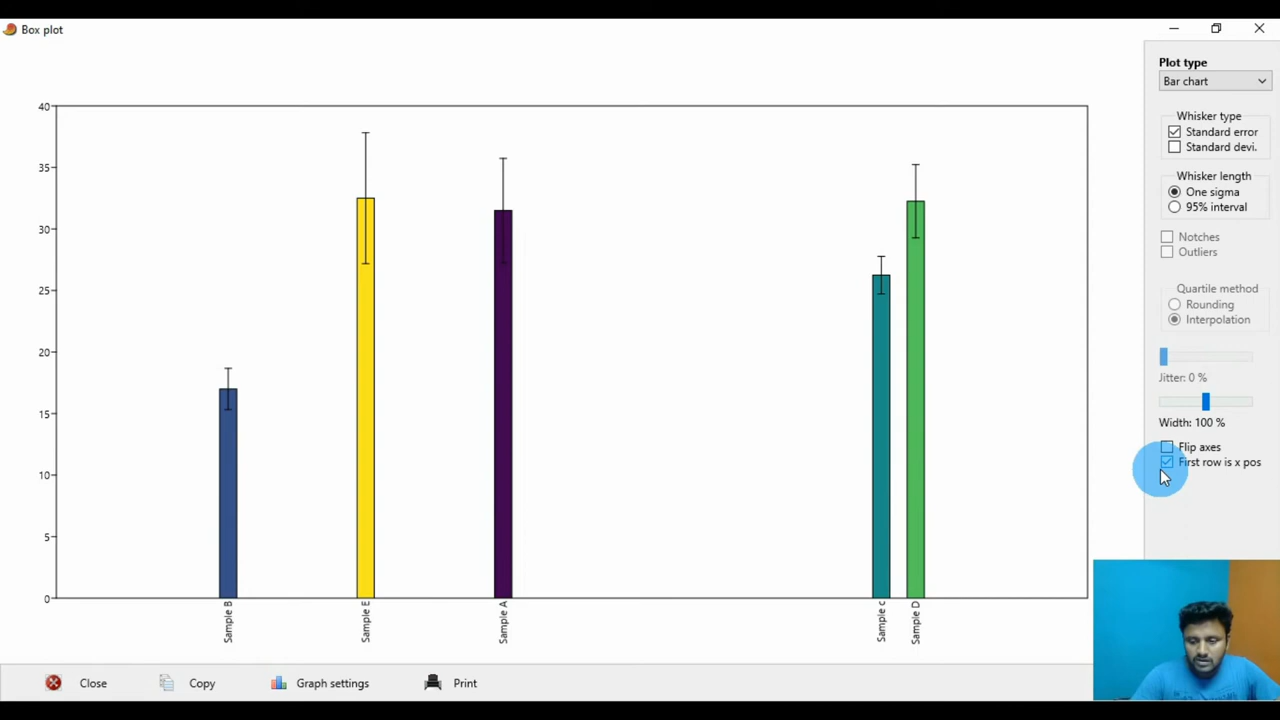 Box plot
Plot type
Bar chart
Whisker type
Standard error
Standard devi.
Whisker length
One sigma
95% interval
Notches
Outliers
Quartile method
Rounding
Interpolation
Jitter: 0 %
Width: 100 %
Flip axes
First row is x pos
40
35
30
25
20
15
10
5
0
Sample B
Sample E
Sample A
Sample c
Sample D
Close
Copy
Graph settings
Print